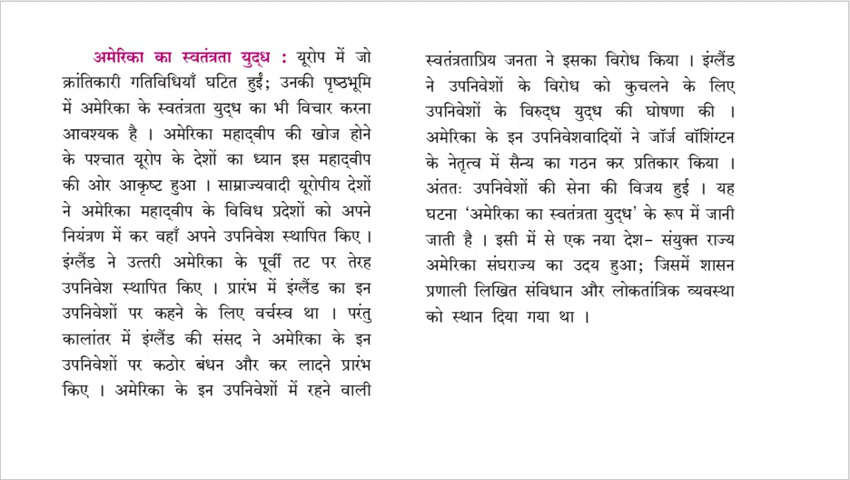 अमेरिका का स्वतंत्रता युद्ध : यूरोप में जो
क्रांतिकारी गतिविधियाँ घटित हुईं; उनकी पृष्ठभूमि
में अमेरिका के स्वतंत्रता युद्ध का भी विचार करना
आवश्यक है । अमेरिका महाद्वीप की खोज होने
के पश्चात यूरोप के देशों का ध्यान इस महाद्वीप
की ओर आकृष्ट हुआ । साम्राज्यवादी यूरोपीय देशों
ने अमेरिका महाद्वीप के विविध प्रदेशों को अपने
नियंत्रण में कर वहाँ अपने उपनिवेश स्थापित किए ।
इंग्लैंड ने उत्तरी अमेरिका के पूर्वी तट पर तेरह
उपनिवेश स्थापित किए । प्रारंभ में इंग्लैंड का इन
उपनिवेशों पर कहने के लिए वर्चस्व था । परंतु
कालांतर में इंग्लैंड की संसद ने अमेरिका के इन
उपनिवेशों पर कठोर बंधन और कर लादने प्रारंभ
किए । अमेरिका के इन उपनिवेशों में रहने वाली
स्वतंत्रताप्रिय जनता ने इसका विरोध किया । इंग्लैंड
ने उपनिवेशों के विरोध को कुचलने के लिए
उपनिवेशों के विरुद्ध युद्ध की घोषणा की ।
अमेरिका के इन उपनिवेशवादियों ने जॉर्ज वॉशिंग्टन
के नेतृत्व में सैन्य का गठन कर प्रतिकार किया ।
अंततः उपनिवेशों की सेना की विजय हुई । यह
घटना ‘अमेरिका का स्वतंत्रता युद्ध’ के रूप में जानी
जाती है । इसी में से एक नया देश- संयुक्त राज्य
अमेरिका संघराज्य का उदय हुआ; जिसमें शासन
प्रणाली लिखित संविधान और लोकतांत्रिक व्यवस्था
को स्थान दिया गया था ।